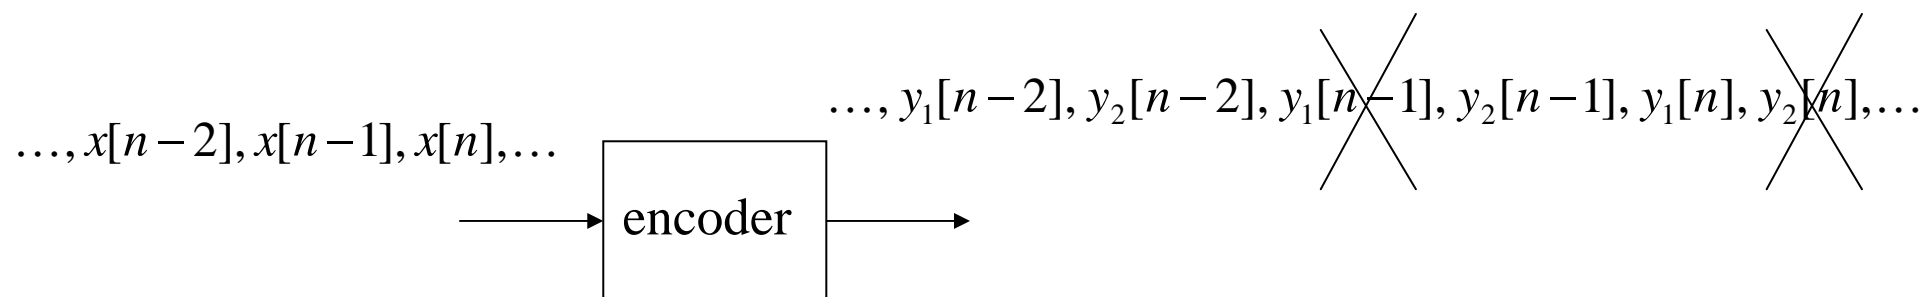 …, y₁[n − 2], y₂[n − 2], y₁[n − 1], y₂[n − 1], y₁[n], y₂[n],…
…, x[n − 2], x[n − 1], x[n],…
encoder